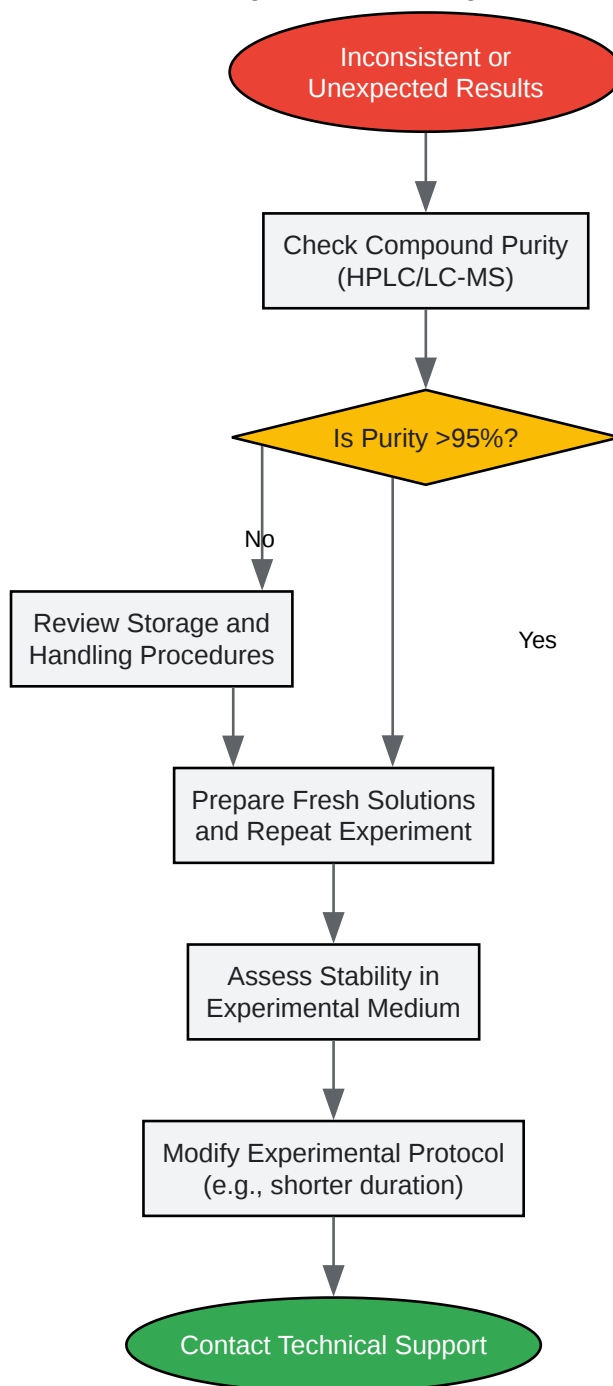 Inconsistent or
Unexpected Results
Check Compound Purity
(HPLC/LC-MS)
Is Purity >95%?
No
Review Storage and
Handling Procedures
Yes
Prepare Fresh Solutions
and Repeat Experiment
Assess Stability in
Experimental Medium
Modify Experimental Protocol
(e.g., shorter duration)
Contact Technical Support